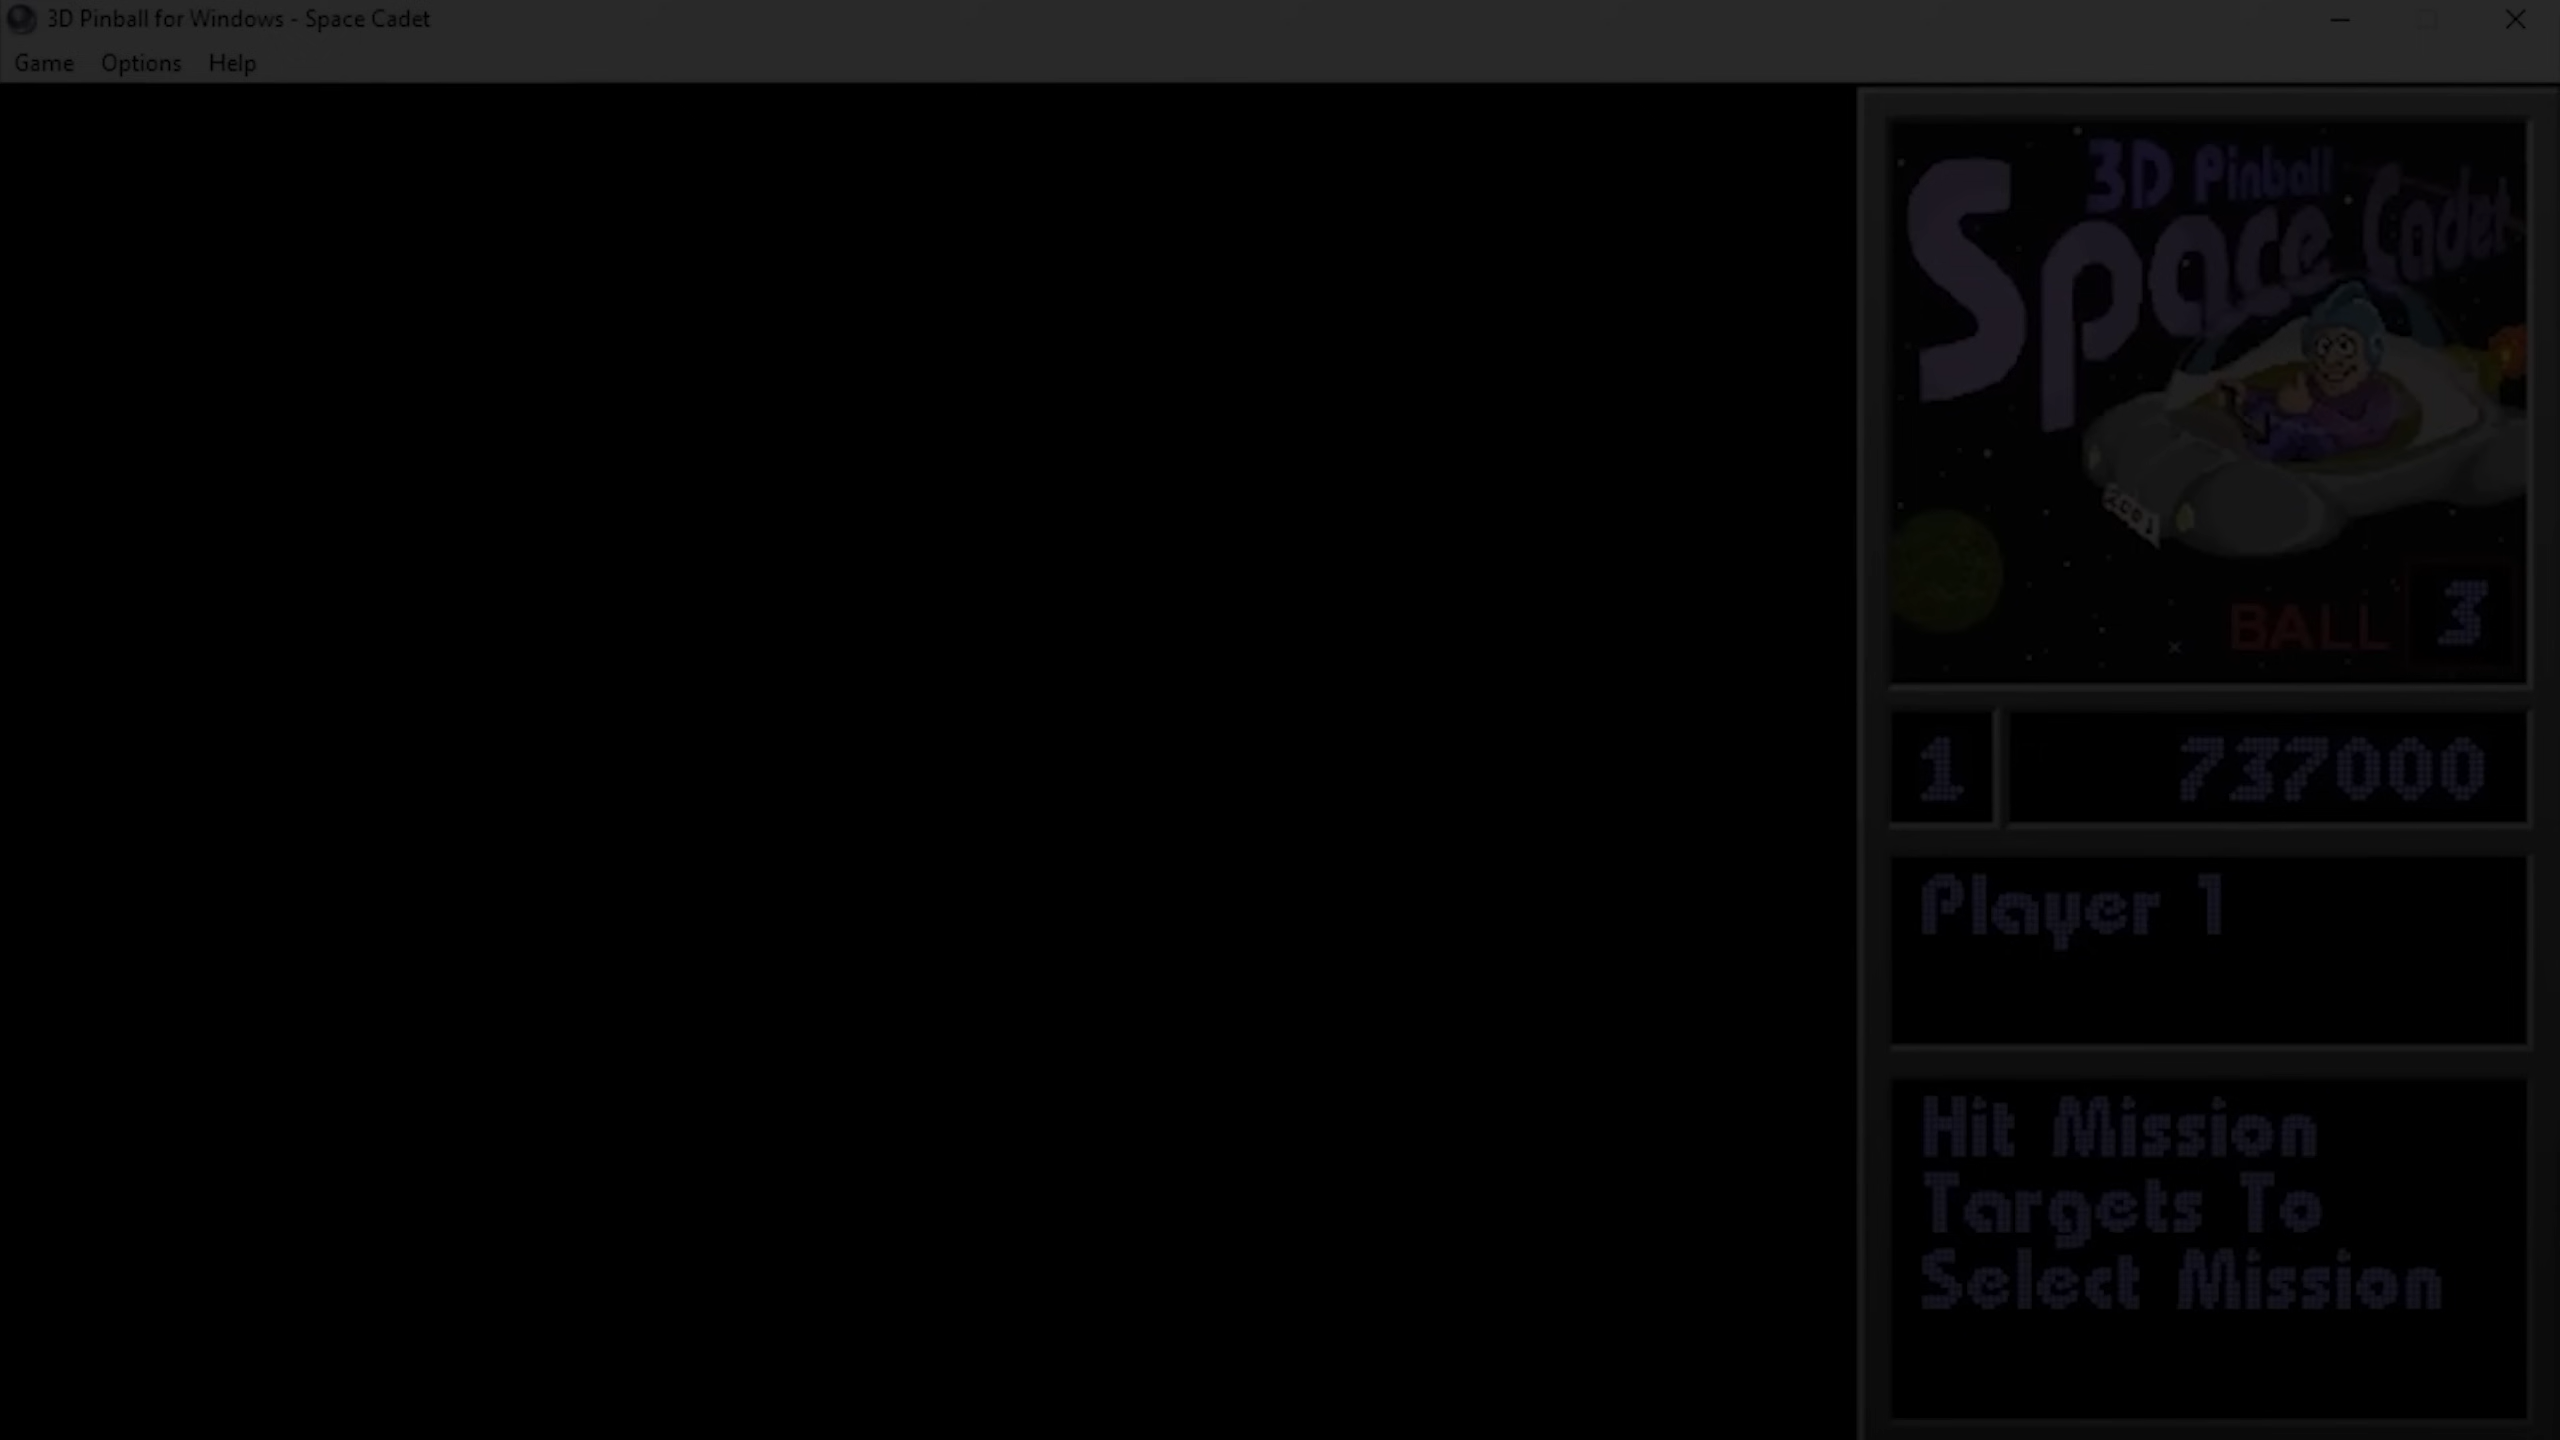 3D Pinball for Windows - Space Cadet
Game Options Help
3D Pinball
Space Cadet
BALL 3
1 737000
Player 1
Hit Mission
Targets To
Select Mission